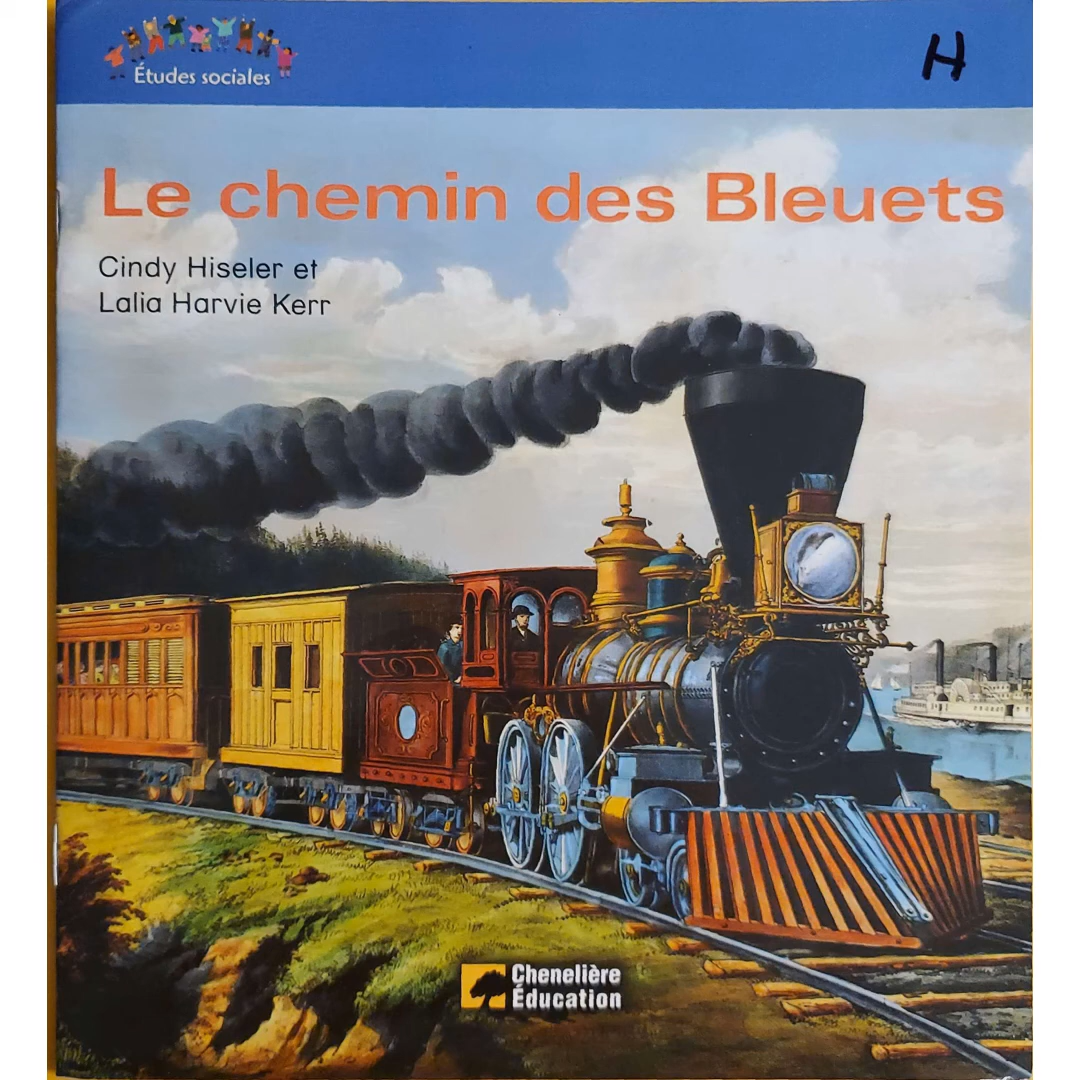 Études sociales
H
Le chemin des Bleuets
Cindy Hiseler et
Lalia Harvie Kerr
Chenelière
Éducation